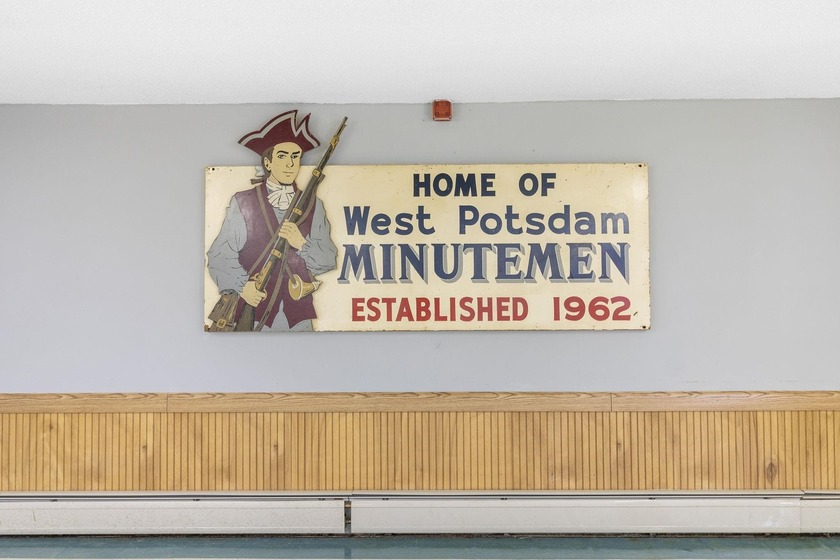 HOME OF
West Potsdam
MINUTEMEN
ESTABLISHED 1962